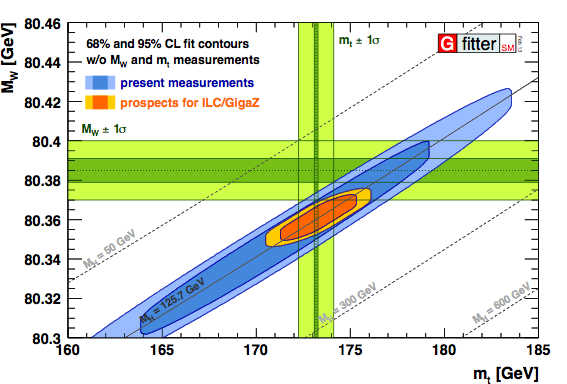 80.46
80.44
80.42
80.4
80.38
80.36
80.34
80.32
80.3
M_W [GeV]
68% and 95% CL fit contours
w/o M_W and m_t measurements
present measurements
prospects for ILC/GigaZ
m_t ± 1σ
G fitter SM
Feb 13
M_W ± 1σ
M_H = 50 GeV
M_H = 125.7 GeV
M_H = 300 GeV
M_H = 600 GeV
160 165 170 175 180 185
m_t [GeV]